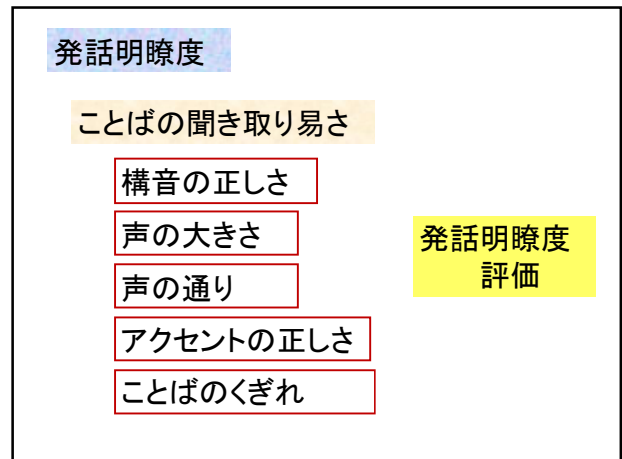 発話明瞭度
ことばの聞き取り易さ
構音の正しさ
声の大きさ
声の通り
アクセントの正しさ
ことばのくぎれ
発話明瞭度
評価